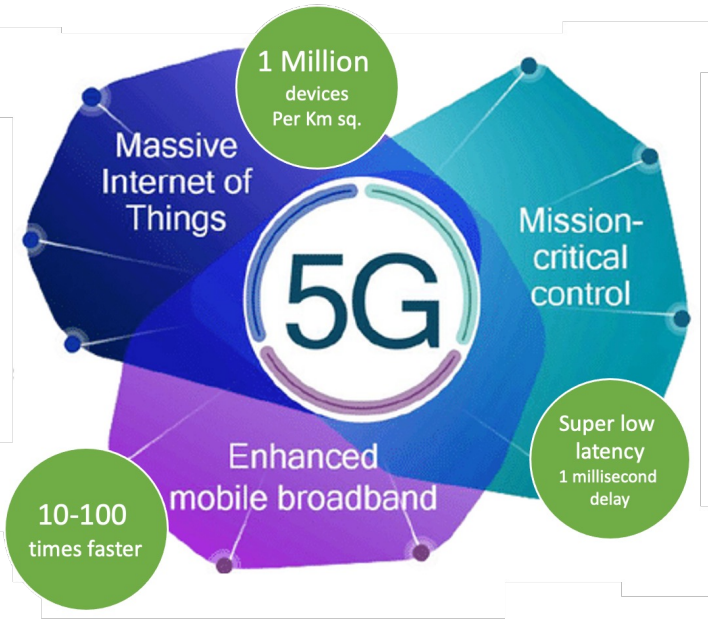 1 Million
devices
Per Km sq.
Massive
Internet of
Things
Mission-
critical
control
5G
Super low
latency
1 millisecond
delay
Enhanced
mobile broadband
10-100
times faster